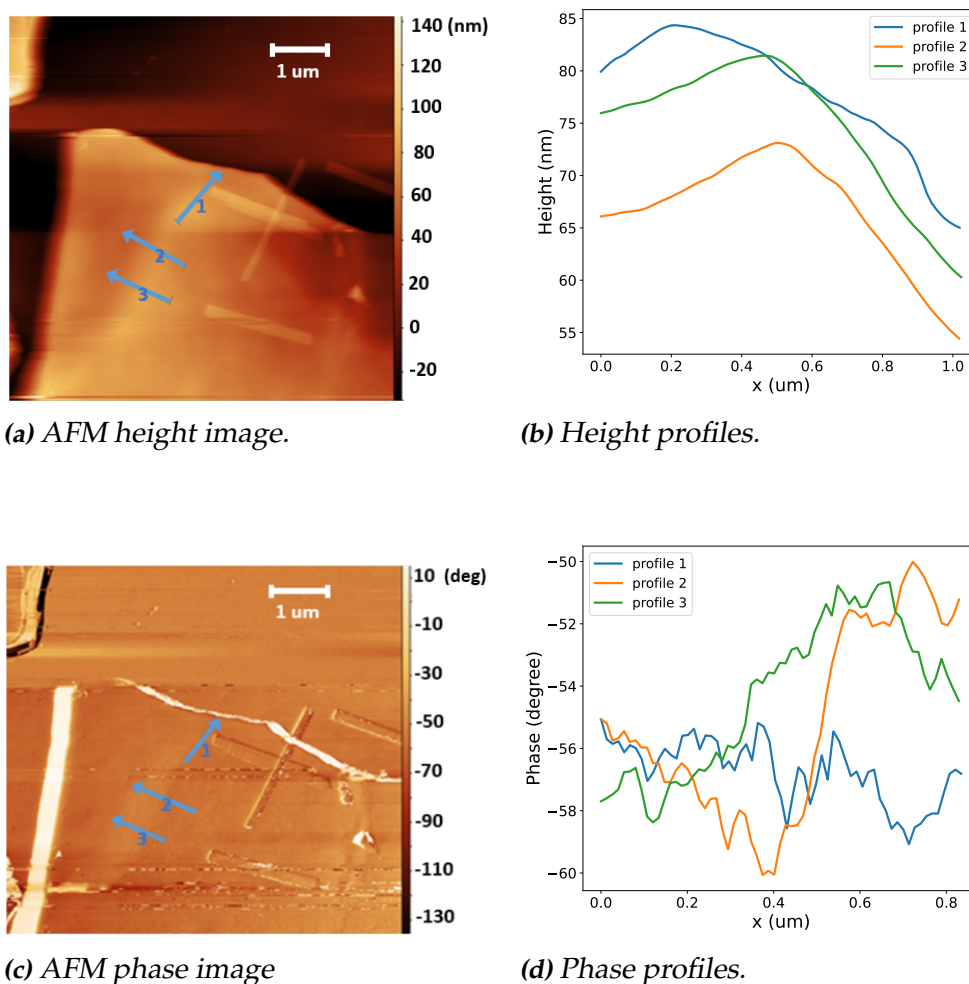 140 (nm)
120
100
80
60
40
20
0
-20
1 um
1
2
3
85
80
75
70
65
60
55
Height (nm)
0.0 0.2 0.4 0.6 0.8 1.0
x (um)
profile 1
profile 2
profile 3
(a) AFM height image.
(b) Height profiles.
10 (deg)
-10
-30
-50
-70
-90
-110
-130
1 um
1
2
3
−50
−52
−54
−56
−58
−60
Phase (degree)
0.0 0.2 0.4 0.6 0.8
x (um)
profile 1
profile 2
profile 3
(c) AFM phase image
(d) Phase profiles.